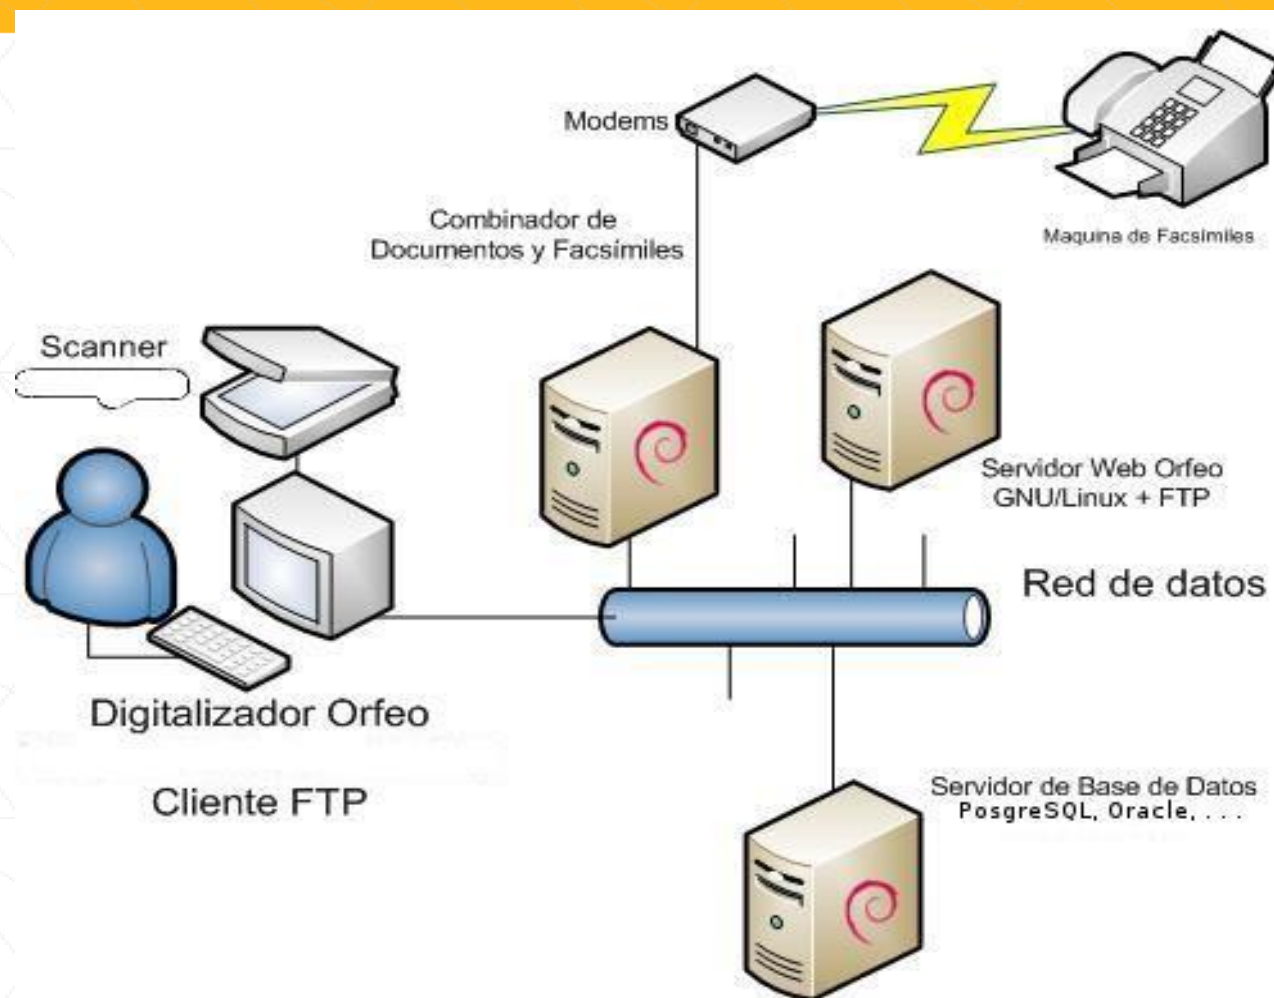 Modems
Combinador de
Documentos y Facsímiles
Maquina de Facsímiles
Scanner
Servidor Web Orfeo
GNU/Linux + FTP
Red de datos
Digitalizador Orfeo
Cliente FTP
Servidor de Base de Datos
PosgreSQL, Oracle, . . .